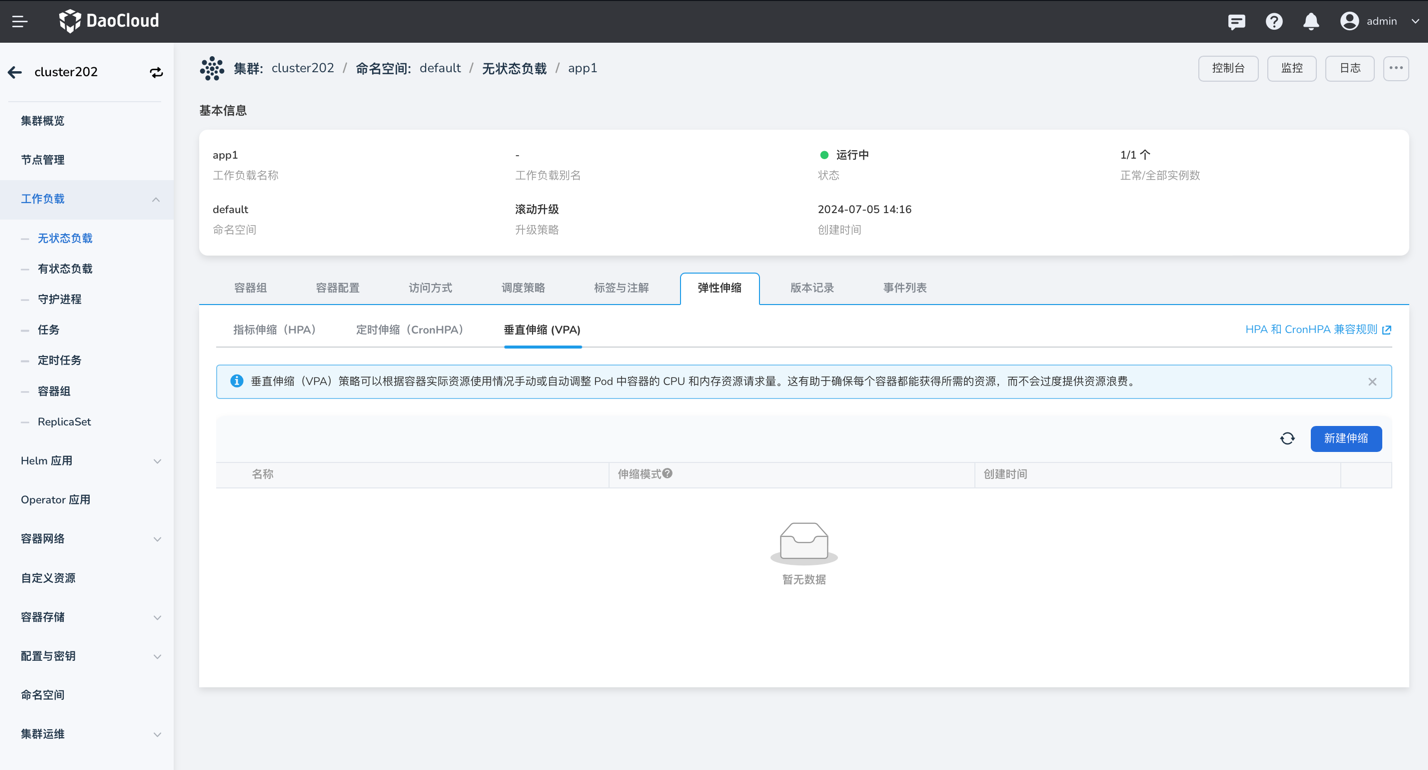 DaoCloud
admin
cluster202
集群概览
节点管理
工作负载
无状态负载
有状态负载
守护进程
任务
定时任务
容器组
ReplicaSet
Helm 应用
Operator 应用
容器网络
自定义资源
容器存储
配置与密钥
命名空间
集群运维
集群: cluster202 / 命名空间: default / 无状态负载 / app1
控制台
监控
日志
基本信息
app1
工作负载名称
-
工作负载别名
运行中
状态
1/1 个
正常/全部实例数
default
命名空间
滚动升级
升级策略
2024-07-05 14:16
创建时间
容器组
容器配置
访问方式
调度策略
标签与注解
弹性伸缩
版本记录
事件列表
指标伸缩（HPA）
定时伸缩（CronHPA）
垂直伸缩 (VPA)
HPA 和 CronHPA 兼容规则
垂直伸缩（VPA）策略可以根据容器实际资源使用情况手动或自动调整 Pod 中容器的 CPU 和内存资源请求量。这有助于确保每个容器都能获得所需的资源，而不会过度提供资源浪费。
新建伸缩
名称
伸缩模式
创建时间
暂无数据